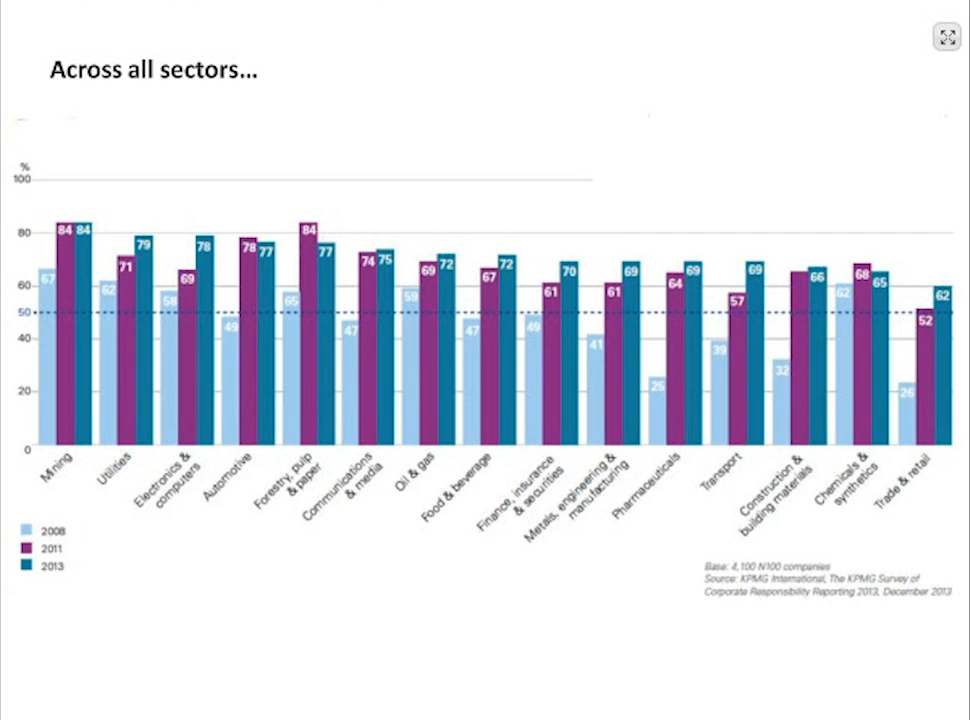 Across all sectors...
%
100
80
60
50
40
20
0
67 84 84
62 71 79
58 69 78
49 78 77
65 84 77
47 74 75
59 69 72
47 67 72
49 61 70
41 61 69
25 64 69
39 57 69
32 66
62 68 65
26 52 62
Mining
Utilities
Electronics &
computers
Automotive
Forestry, pulp
& paper
Communications
& media
Oil & gas
Food & beverage
Finance, insurance
& securities
Metals, engineering &
manufacturing
Pharmaceuticals
Transport
Construction &
building materials
Chemicals &
synthetics
Trade & retail
2008
2011
2013
Base: 4,100 N100 companies
Source: KPMG International, The KPMG Survey of
Corporate Responsibility Reporting 2013, December 2013